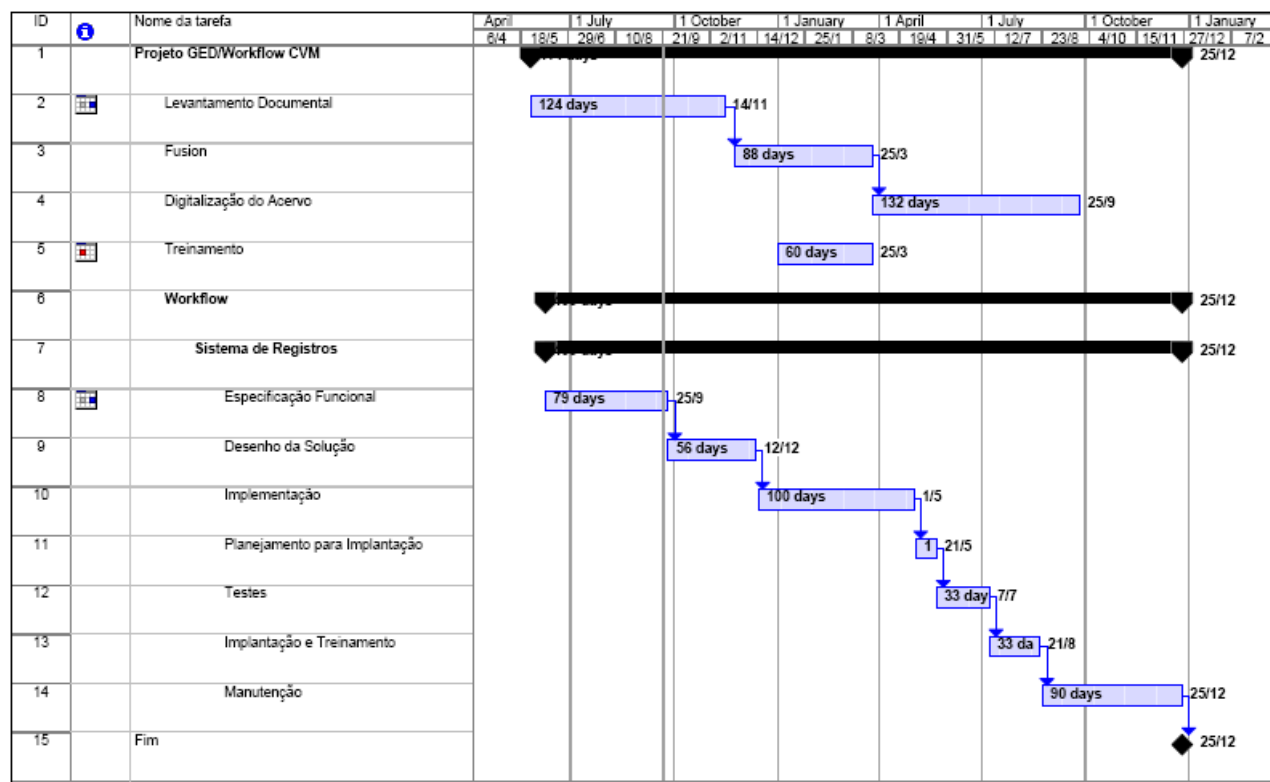 ID Nome da tarefa April 1 July 1 October 1 January 1 April 1 July 1 October 1 January
6/4 18/5 29/6 10/8 21/9 2/11 14/12 25/1 8/3 19/4 31/5 12/7 23/8 4/10 15/11 27/12 7/2
1 Projeto GED/Workflow CVM days 25/12
2 Levantamento Documental 124 days 14/11
3 Fusion 88 days 25/3
4 Digitalização do Acervo 132 days 25/9
5 Treinamento 60 days 25/3
6 Workflow days 25/12
7 Sistema de Registros days 25/12
8 Especificação Funcional 79 days 25/9
9 Desenho da Solução 56 days 12/12
10 Implementação 100 days 1/5
11 Planejamento para Implantação 1 21/5
12 Testes 33 day 7/7
13 Implantação e Treinamento 33 da 21/8
14 Manutenção 90 days 25/12
15 Fim 25/12